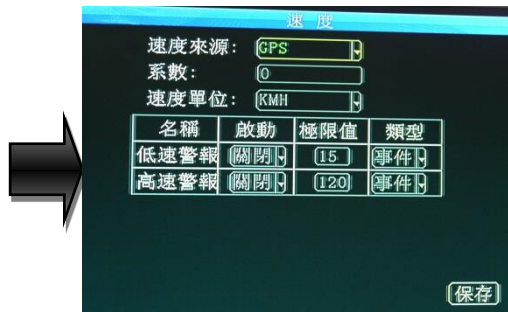 速度
速度來源: GPS
系數: 0
速度單位: KMH
名稱 啟動 極限值 類型
低速警報 關閉 15 事件
高速警報 關閉 120 事件
保存